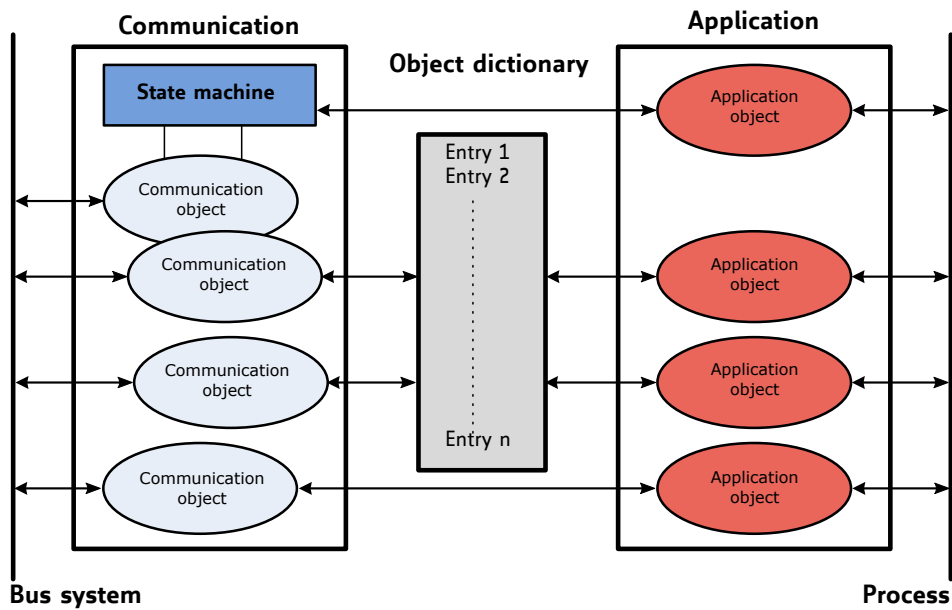 Communication
Application
Object dictionary
State machine
Application
object
Entry 1
Entry 2
Communication
object
Communication
object
Application
object
Communication
object
Application
object
Entry n
Communication
object
Application
object
Bus system
Process